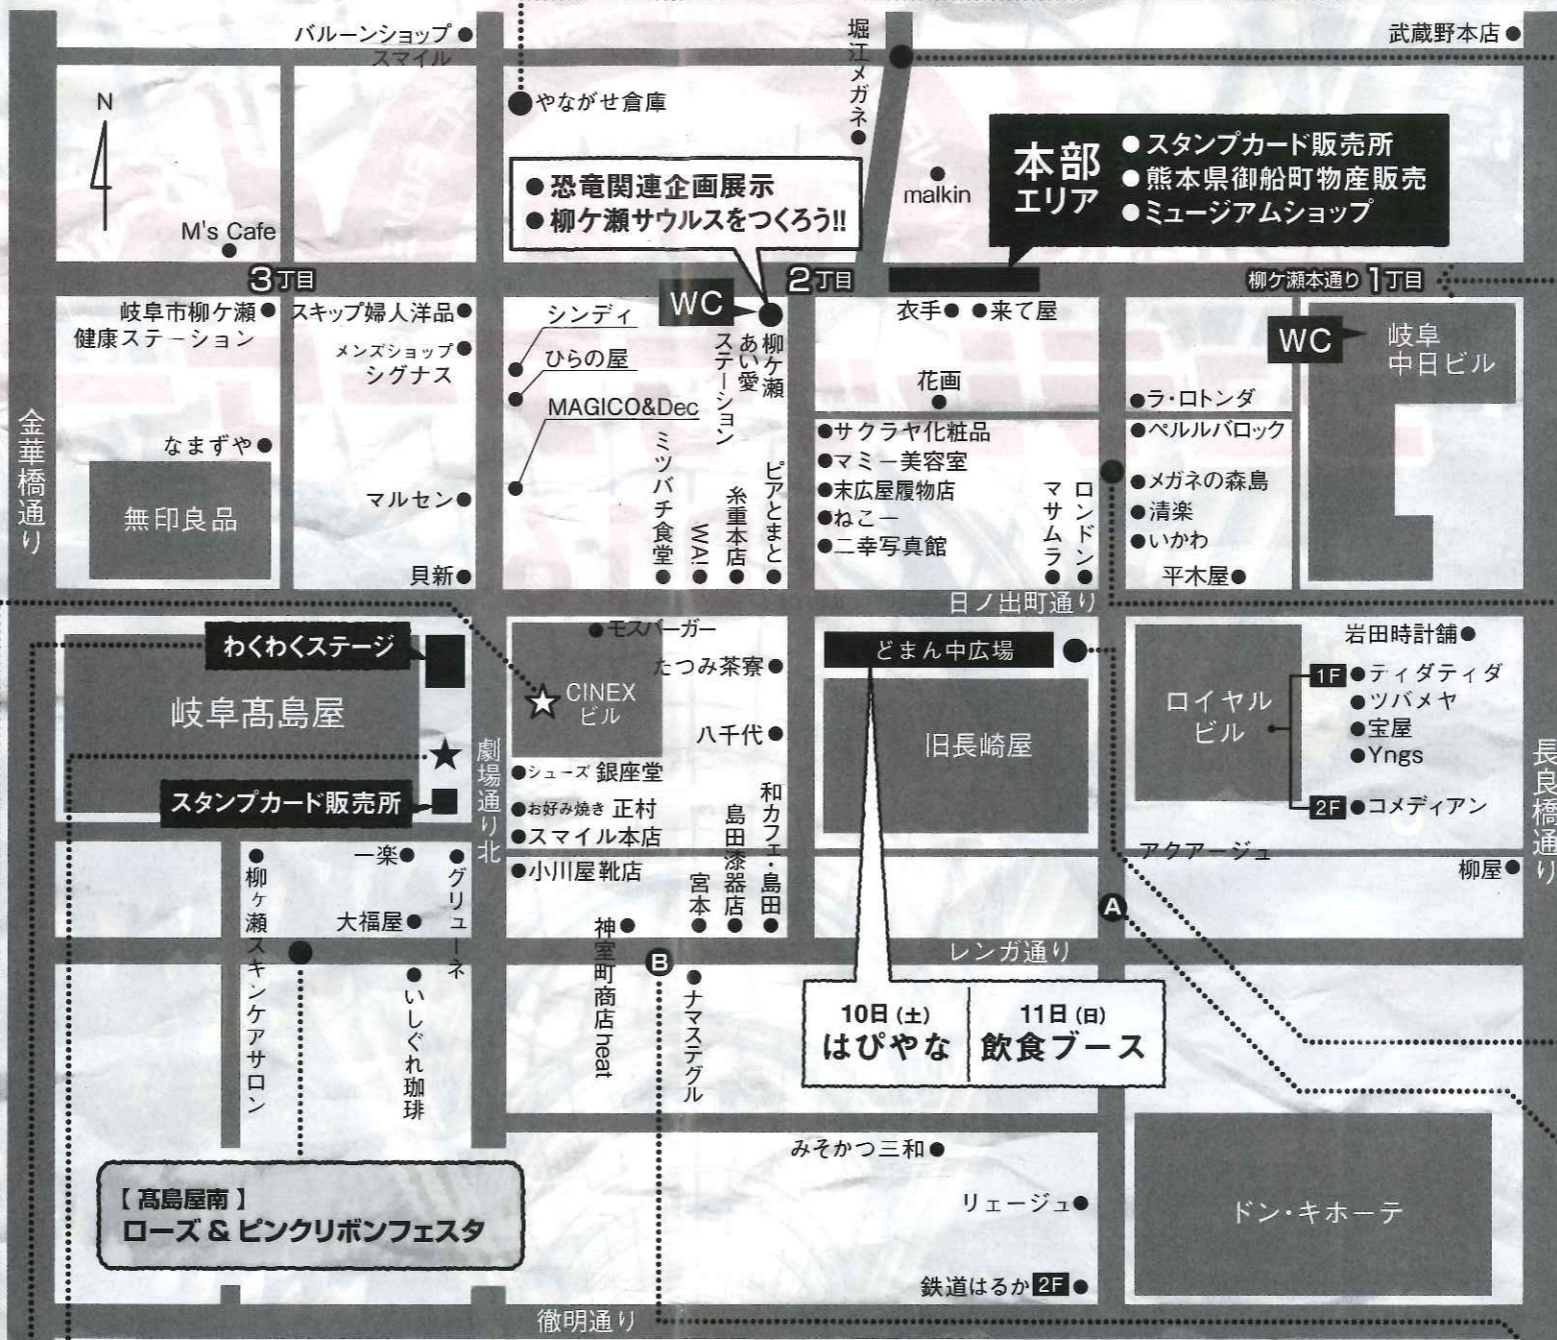 バルーンショップ
スマイル
堀江メガネ
武蔵野本店
N
やながせ倉庫
M's Cafe
恐竜関連企画展示
柳ケ瀬サウルスをつくろう!!
malkin
本部
エリア
スタンプカード販売所
熊本県御船町物産販売
ミュージアムショップ
3丁目
2丁目
柳ケ瀬本通り 1丁目
岐阜市柳ケ瀬
健康ステーション
スキップ婦人洋品
メンズショップ
シグナス
シンディ
ひらの屋
MAGICO&Dec
WC
柳ケ瀬
あい愛
ステーション
衣手
来て屋
花画
WC
岐阜
中日ビル
ラ・ロトンダ
金華橋通り
なまずや
無印良品
マルセン
貝新
ミツバチ食堂
WA!
糸重本店
ピアとまと
サクラヤ化粧品
マミー美容室
末広屋履物店
ねこー
二幸写真館
マサムラ
ロンドン
ペルルバロック
メガネの森島
清楽
いかわ
平木屋
日ノ出町通り
わくわくステージ
岐阜髙島屋
スタンプカード販売所
劇場通り北
モスバーガー
CINEX
ビル
たつみ茶寮
八千代
シューズ 銀座堂
お好み焼き 正村
スマイル本店
小川屋靴店
宮本
島田漆器店
和カフェ・島田
どまん中広場
旧長崎屋
ロイヤル
ビル
岩田時計舗
1F
ティダティダ
ツバメヤ
宝屋
Yngs
2F
コメディアン
長良橋通り
アクアージュ
柳屋
柳ヶ瀬スキンケアサロン
一楽
グリューネ
大福屋
いしぐれ珈琲
神室町商店heat
B
ナマステグル
A
レンガ通り
10日(土)
はぴやな
11日(日)
飲食ブース
【髙島屋南】
ローズ & ピンクリボンフェスタ
みそかつ三和
リェージュ
鉄道はるか 2F
ドン・キホーテ
徹明通り